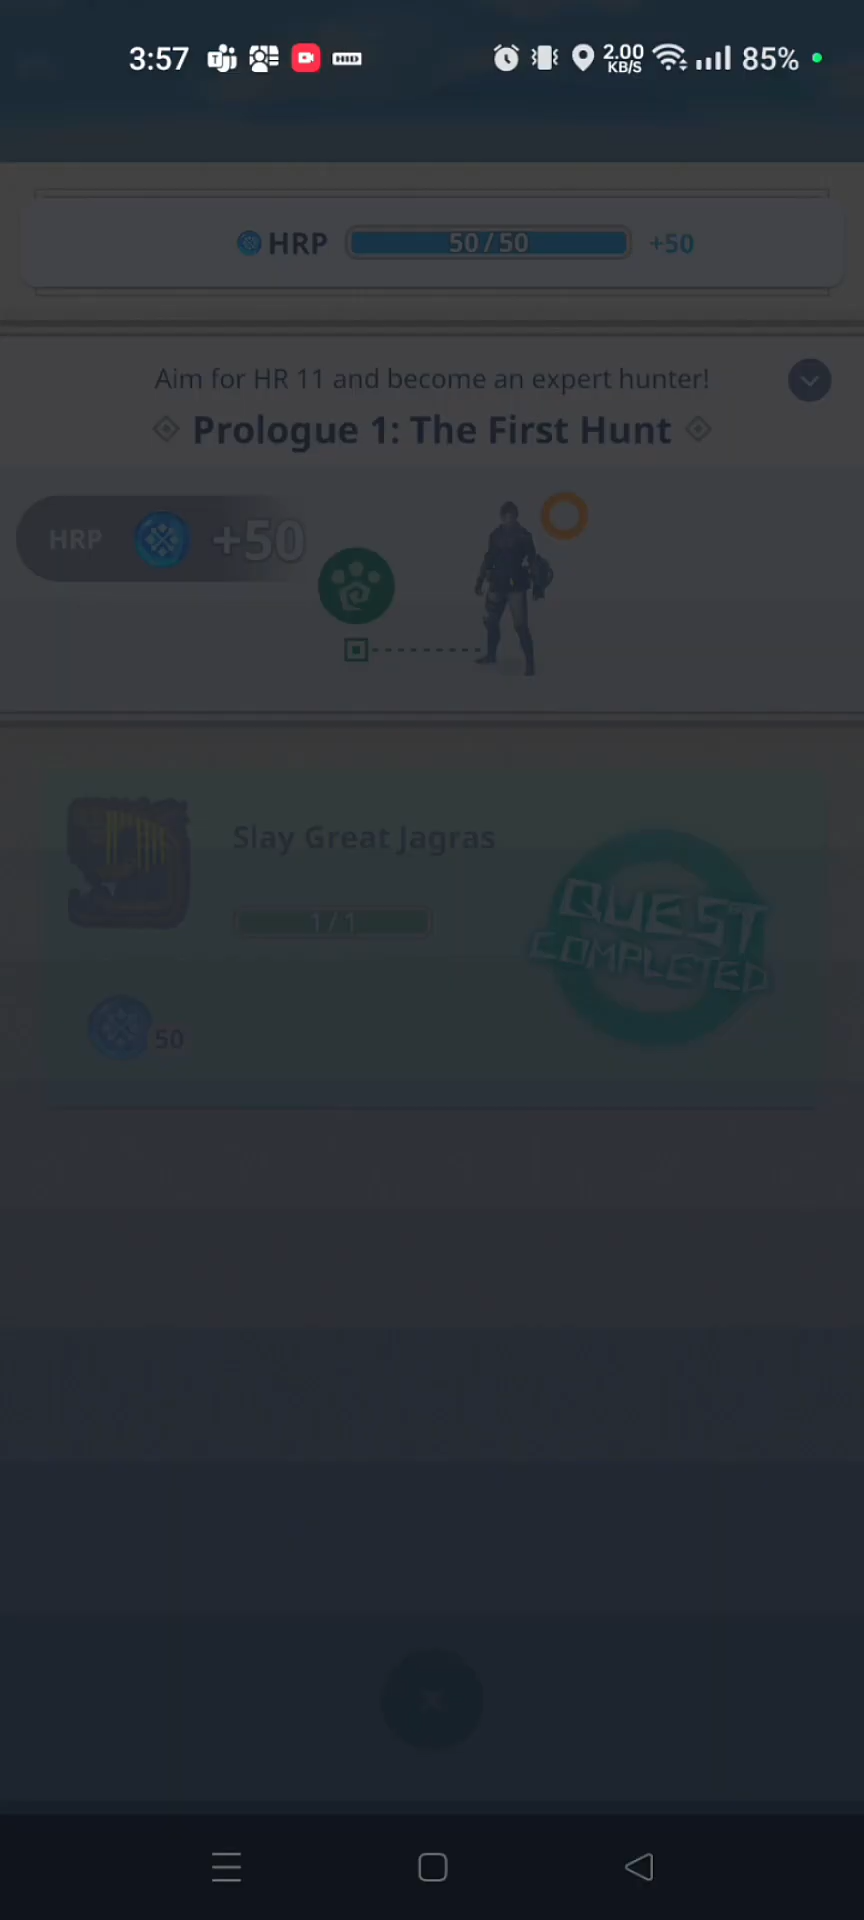 3:57 2.00 KB/S 85%
HRP 50/50 +50
Aim for HR 11 and become an expert hunter!
Prologue 1: The First Hunt
HRP +50
Slay Great Jagras
1/1
QUEST
COMPLETED
50